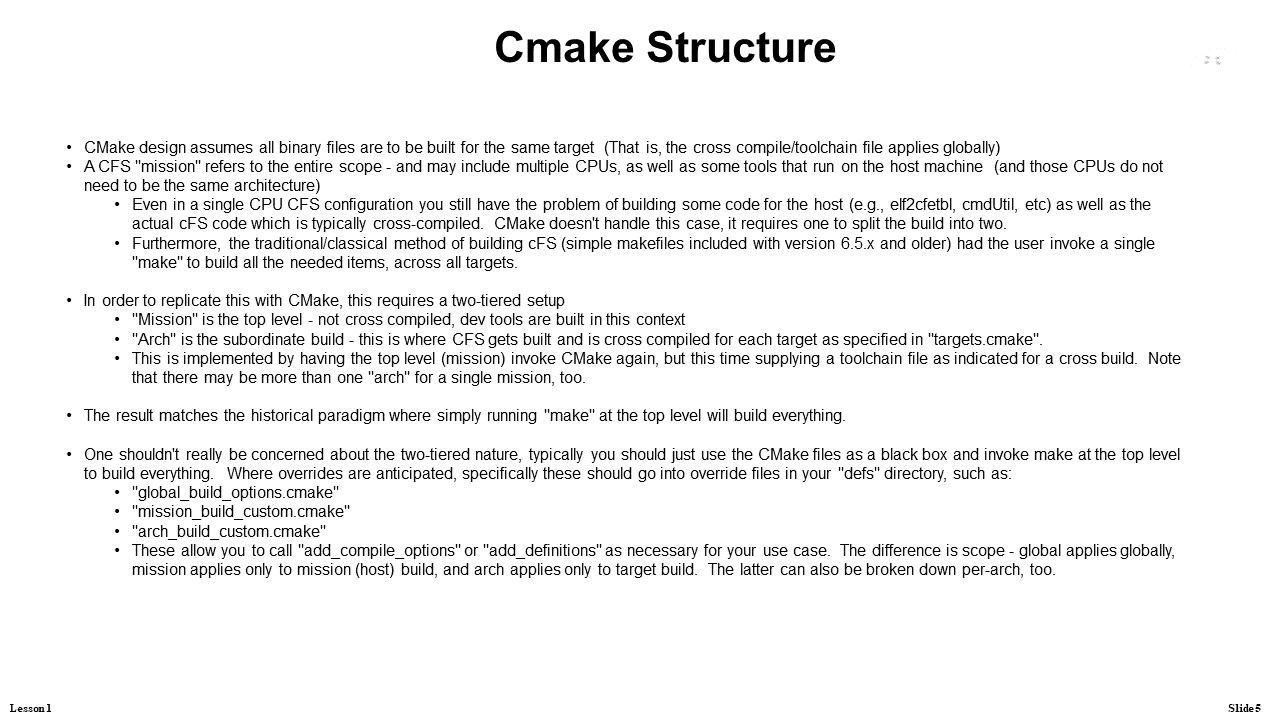 Cmake Structure
• CMake design assumes all binary files are to be built for the same target (That is, the cross compile/toolchain file applies globally)
• A CFS "mission" refers to the entire scope - and may include multiple CPUs, as well as some tools that run on the host machine (and those CPUs do not
need to be the same architecture)
• Even in a single CPU CFS configuration you still have the problem of building some code for the host (e.g., elf2cfetbl, cmdUtil, etc) as well as the
actual cFS code which is typically cross-compiled. CMake doesn't handle this case, it requires one to split the build into two.
• Furthermore, the traditional/classical method of building cFS (simple makefiles included with version 6.5.x and older) had the user invoke a single
"make" to build all the needed items, across all targets.
• In order to replicate this with CMake, this requires a two-tiered setup
• "Mission" is the top level - not cross compiled, dev tools are built in this context
• "Arch" is the subordinate build - this is where CFS gets built and is cross compiled for each target as specified in "targets.cmake".
• This is implemented by having the top level (mission) invoke CMake again, but this time supplying a toolchain file as indicated for a cross build. Note
that there may be more than one "arch" for a single mission, too.
• The result matches the historical paradigm where simply running "make" at the top level will build everything.
• One shouldn't really be concerned about the two-tiered nature, typically you should just use the CMake files as a black box and invoke make at the top level
to build everything. Where overrides are anticipated, specifically these should go into override files in your "defs" directory, such as:
• "global_build_options.cmake"
• "mission_build_custom.cmake"
• "arch_build_custom.cmake"
• These allow you to call "add_compile_options" or "add_definitions" as necessary for your use case. The difference is scope - global applies globally,
mission applies only to mission (host) build, and arch applies only to target build. The latter can also be broken down per-arch, too.
Lesson 1
Slide 5